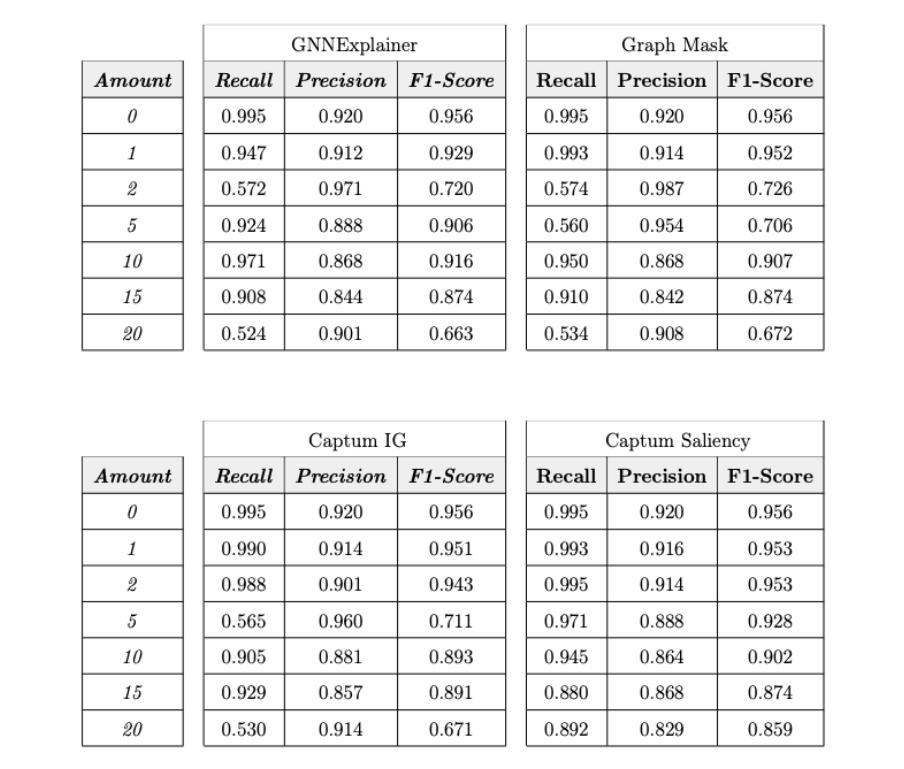 GNNExplainer Graph Mask
Amount Recall Precision F1-Score Recall Precision F1-Score
0 0.995 0.920 0.956 0.995 0.920 0.956
1 0.947 0.912 0.929 0.993 0.914 0.952
2 0.572 0.971 0.720 0.574 0.987 0.726
5 0.924 0.888 0.906 0.560 0.954 0.706
10 0.971 0.868 0.916 0.950 0.868 0.907
15 0.908 0.844 0.874 0.910 0.842 0.874
20 0.524 0.901 0.663 0.534 0.908 0.672
Captum IG Captum Saliency
Amount Recall Precision F1-Score Recall Precision F1-Score
0 0.995 0.920 0.956 0.995 0.920 0.956
1 0.990 0.914 0.951 0.993 0.916 0.953
2 0.988 0.901 0.943 0.995 0.914 0.953
5 0.565 0.960 0.711 0.971 0.888 0.928
10 0.905 0.881 0.893 0.945 0.864 0.902
15 0.929 0.857 0.891 0.880 0.868 0.874
20 0.530 0.914 0.671 0.892 0.829 0.859